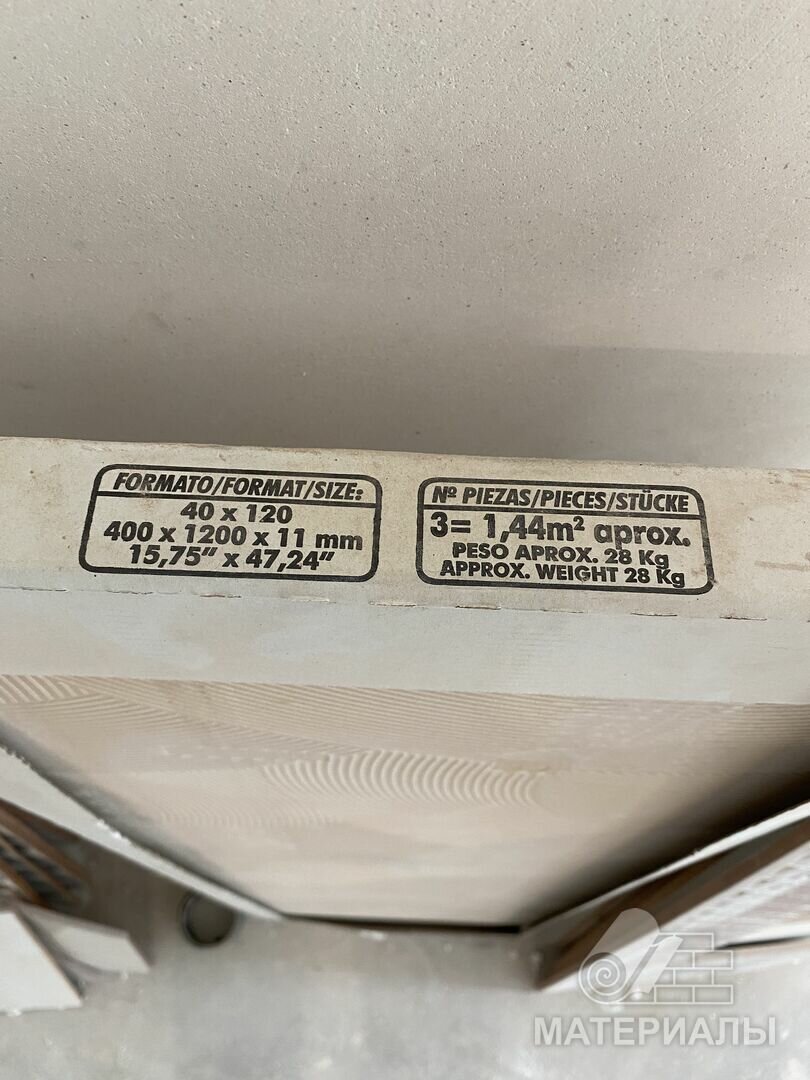 FORMATO/FORMAT/SIZE:
40 x 120
400 x 1200 x 11 mm
15,75” x 47,24”
Nº PIEZAS/PIECES/STÜCKE
3= 1,44m² aprox.
PESO APROX. 28 Kg
APPROX. WEIGHT 28 Kg
МАТЕРИАЛЫ